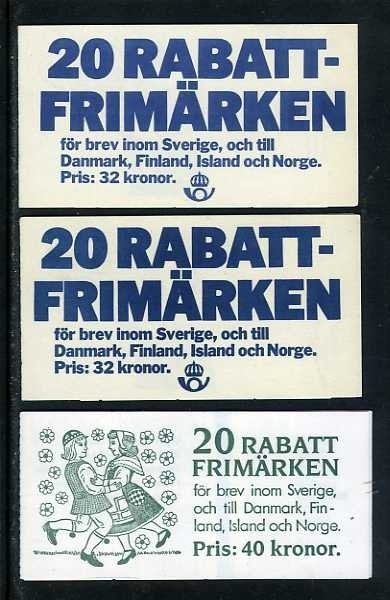 20 RABATT-
FRIMÄRKEN
för brev inom Sverige, och till
Danmark, Finland, Island och Norge.
Pris: 32 kronor.
20 RABATT-
FRIMÄRKEN
för brev inom Sverige, och till
Danmark, Finland, Island och Norge.
Pris: 32 kronor.
20 RABATT
FRIMÄRKEN
för brev inom Sverige,
och till Danmark, Fin-
land, Island och Norge.
Pris: 40 kronor.